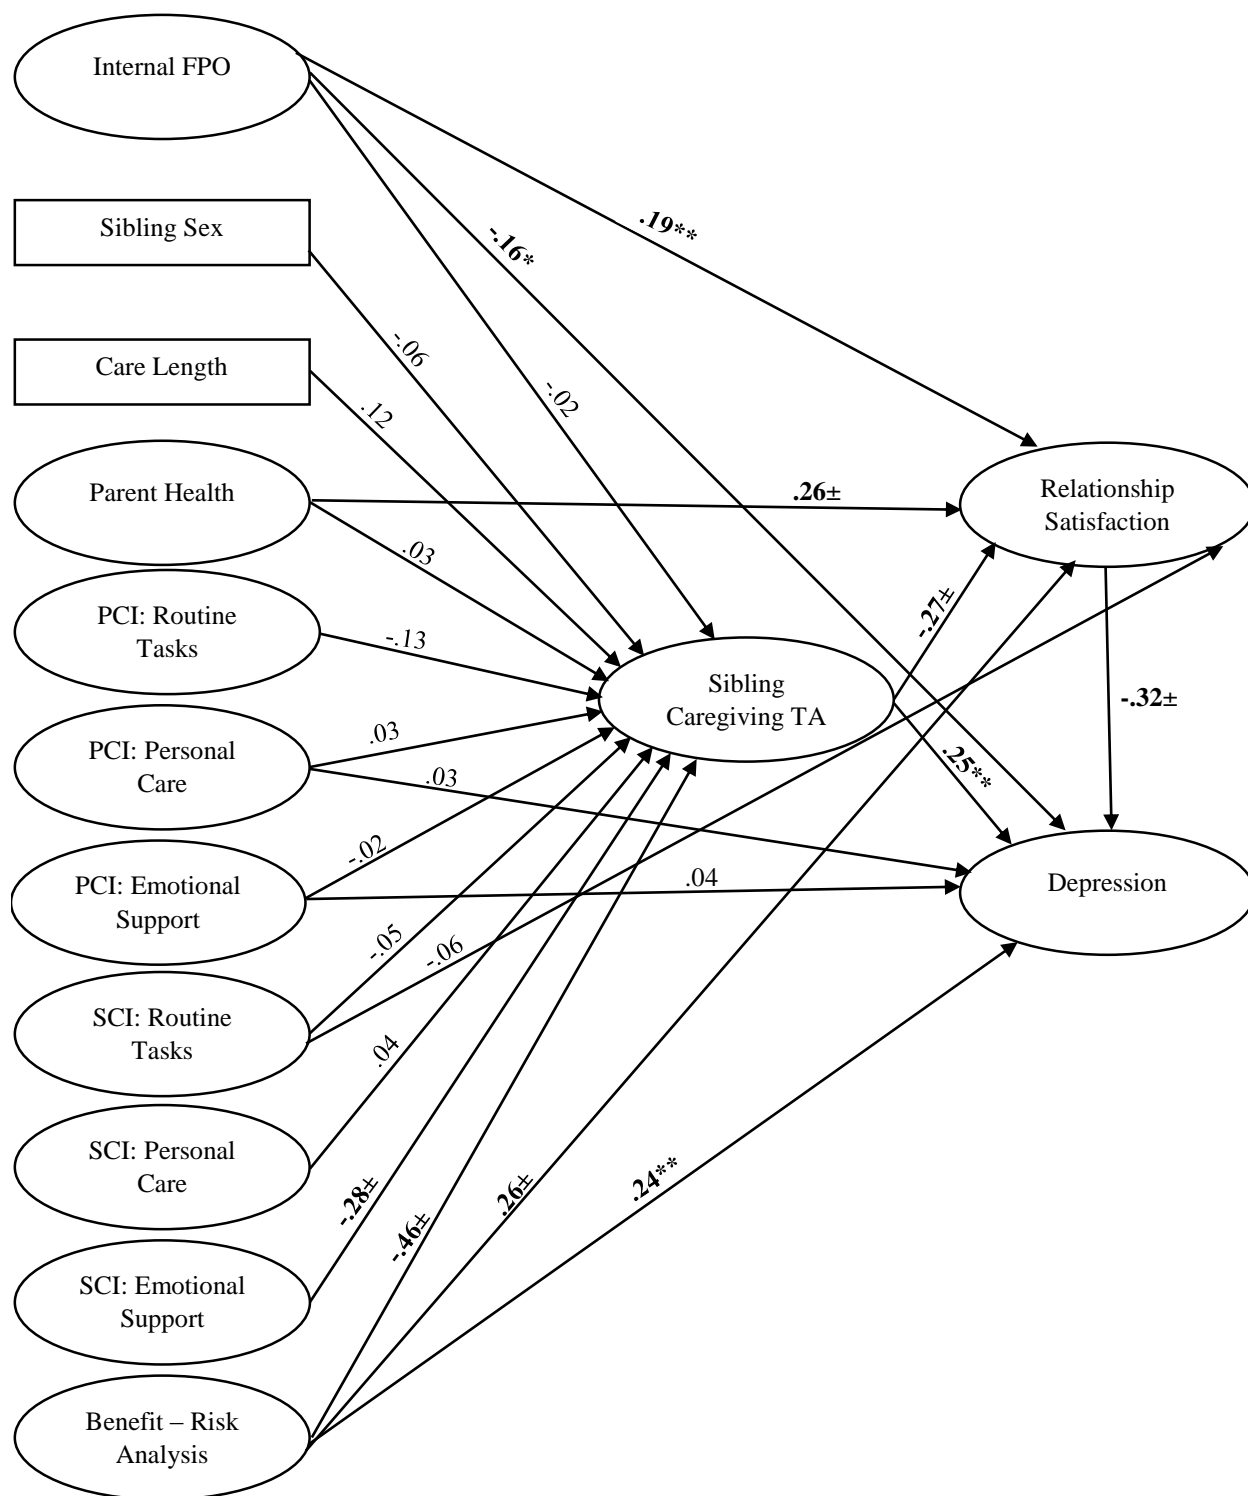 Internal FPO
Sibling Sex
Care Length
Parent Health
PCI: Routine
Tasks
PCI: Personal
Care
PCI: Emotional
Support
SCI: Routine
Tasks
SCI: Personal
Care
SCI: Emotional
Support
Benefit – Risk
Analysis
.19**
-.16*
-.02
-.06
.12
.26±
.03
-.13
.03
.03
-.02
.04
-.05
-.06
.04
-.28±
-.46±
.26±
.24**
Sibling
Caregiving TA
-.27±
.25**
Relationship
Satisfaction
-.32±
Depression